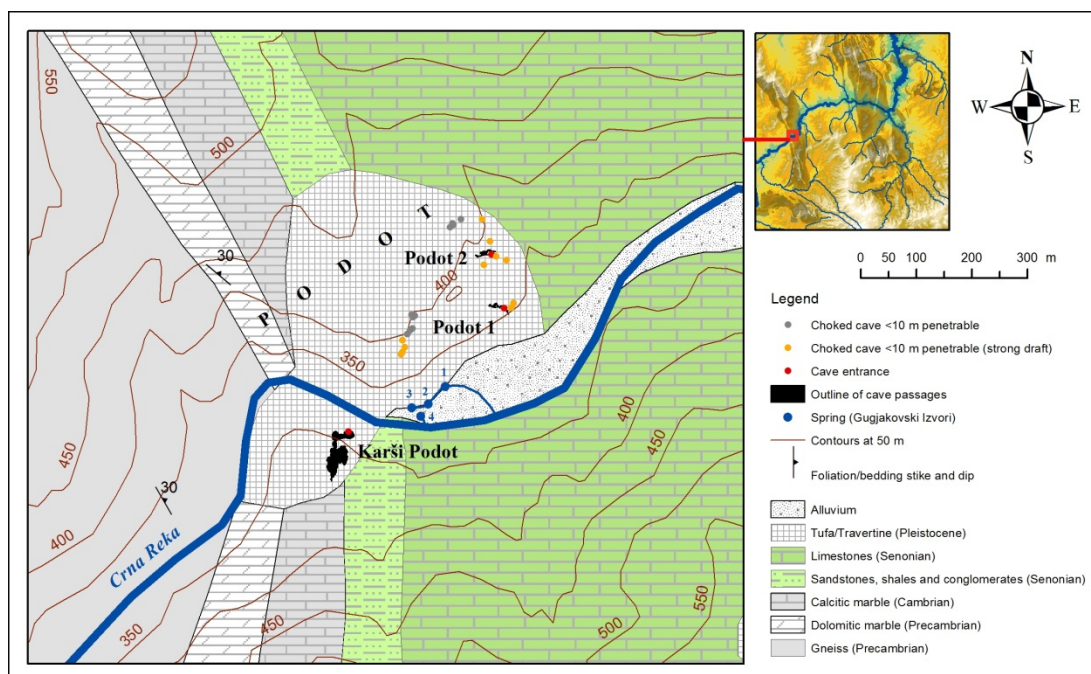 550
500
30
P O D O T
Podot 2
400
Podot 1
350
1
2
3
4
Karši Podot
400
450
450
30
400
Crna Reka
350
450
500
550
N
W E
S
0 50 100 200 300 m
Legend
Choked cave <10 m penetrable
Choked cave <10 m penetrable (strong draft)
Cave entrance
Outline of cave passages
Spring (Gugjakovski Izvori)
Contours at 50 m
Foliation/bedding stike and dip
Alluvium
Tufa/Travertine (Pleistocene)
Limestones (Senonian)
Sandstones, shales and conglomerates (Senonian)
Calcitic marble (Cambrian)
Dolomitic marble (Precambrian)
Gneiss (Precambrian)